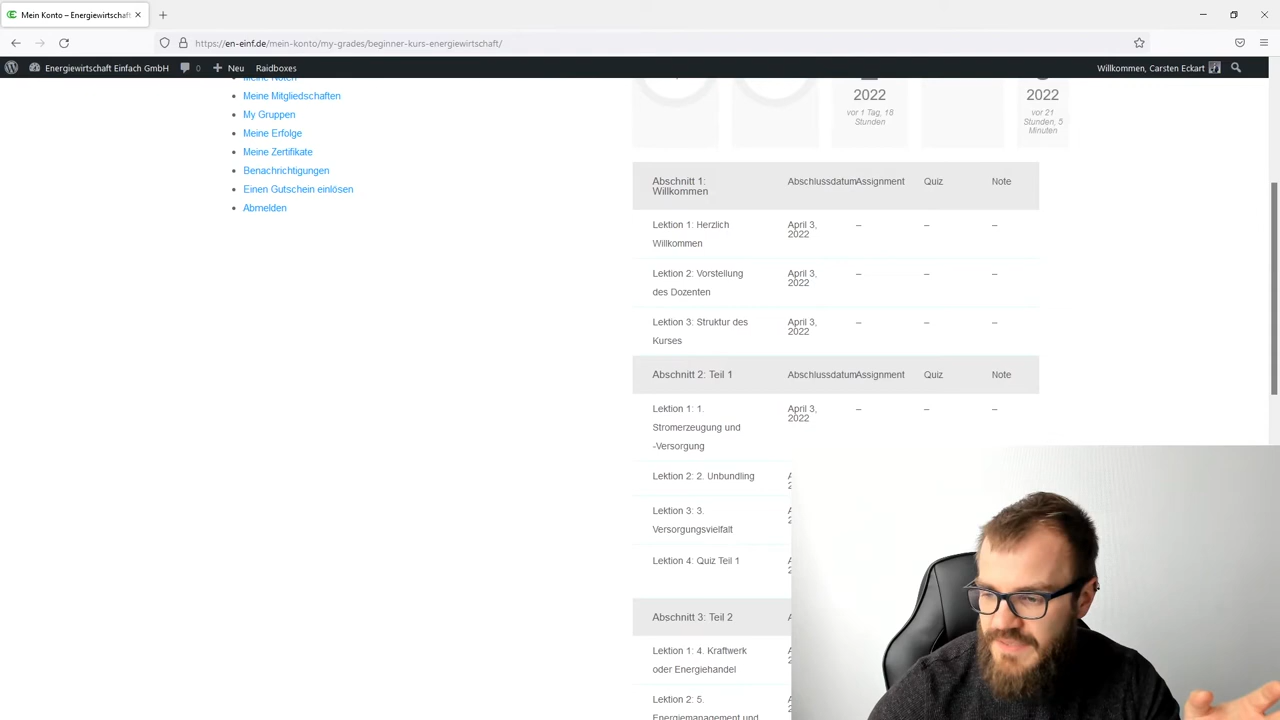 Mein Konto – Energiewirtschaf
https://en-einf.de/mein-konto/my-grades/beginner-kurs-energiewirtschaft/
Energiewirtschaft Einfach GmbH 0 Neu Raidboxes Willkommen, Carsten Eckart
Meine Noten
Meine Mitgliedschaften
My Gruppen
Meine Erfolge
Meine Zertifikate
Benachrichtigungen
Einen Gutschein einlösen
Abmelden
2022
vor 1 Tag, 18
Stunden
2022
vor 21
Stunden, 5
Minuten
Abschnitt 1:
Willkommen
Abschlussdatum Assignment Quiz Note
Lektion 1: Herzlich
Willkommen
April 3,
2022
– – –
Lektion 2: Vorstellung
des Dozenten
April 3,
2022
– – –
Lektion 3: Struktur des
Kurses
April 3,
2022
– – –
Abschnitt 2: Teil 1 Abschlussdatum Assignment Quiz Note
Lektion 1: 1.
Stromerzeugung und
-Versorgung
April 3,
2022
– – –
Lektion 2: 2. Unbundling
Lektion 3: 3.
Versorgungsvielfalt
Lektion 4: Quiz Teil 1
Abschnitt 3: Teil 2
Lektion 1: 4. Kraftwerk
oder Energiehandel
Lektion 2: 5.
Energiemanagement und